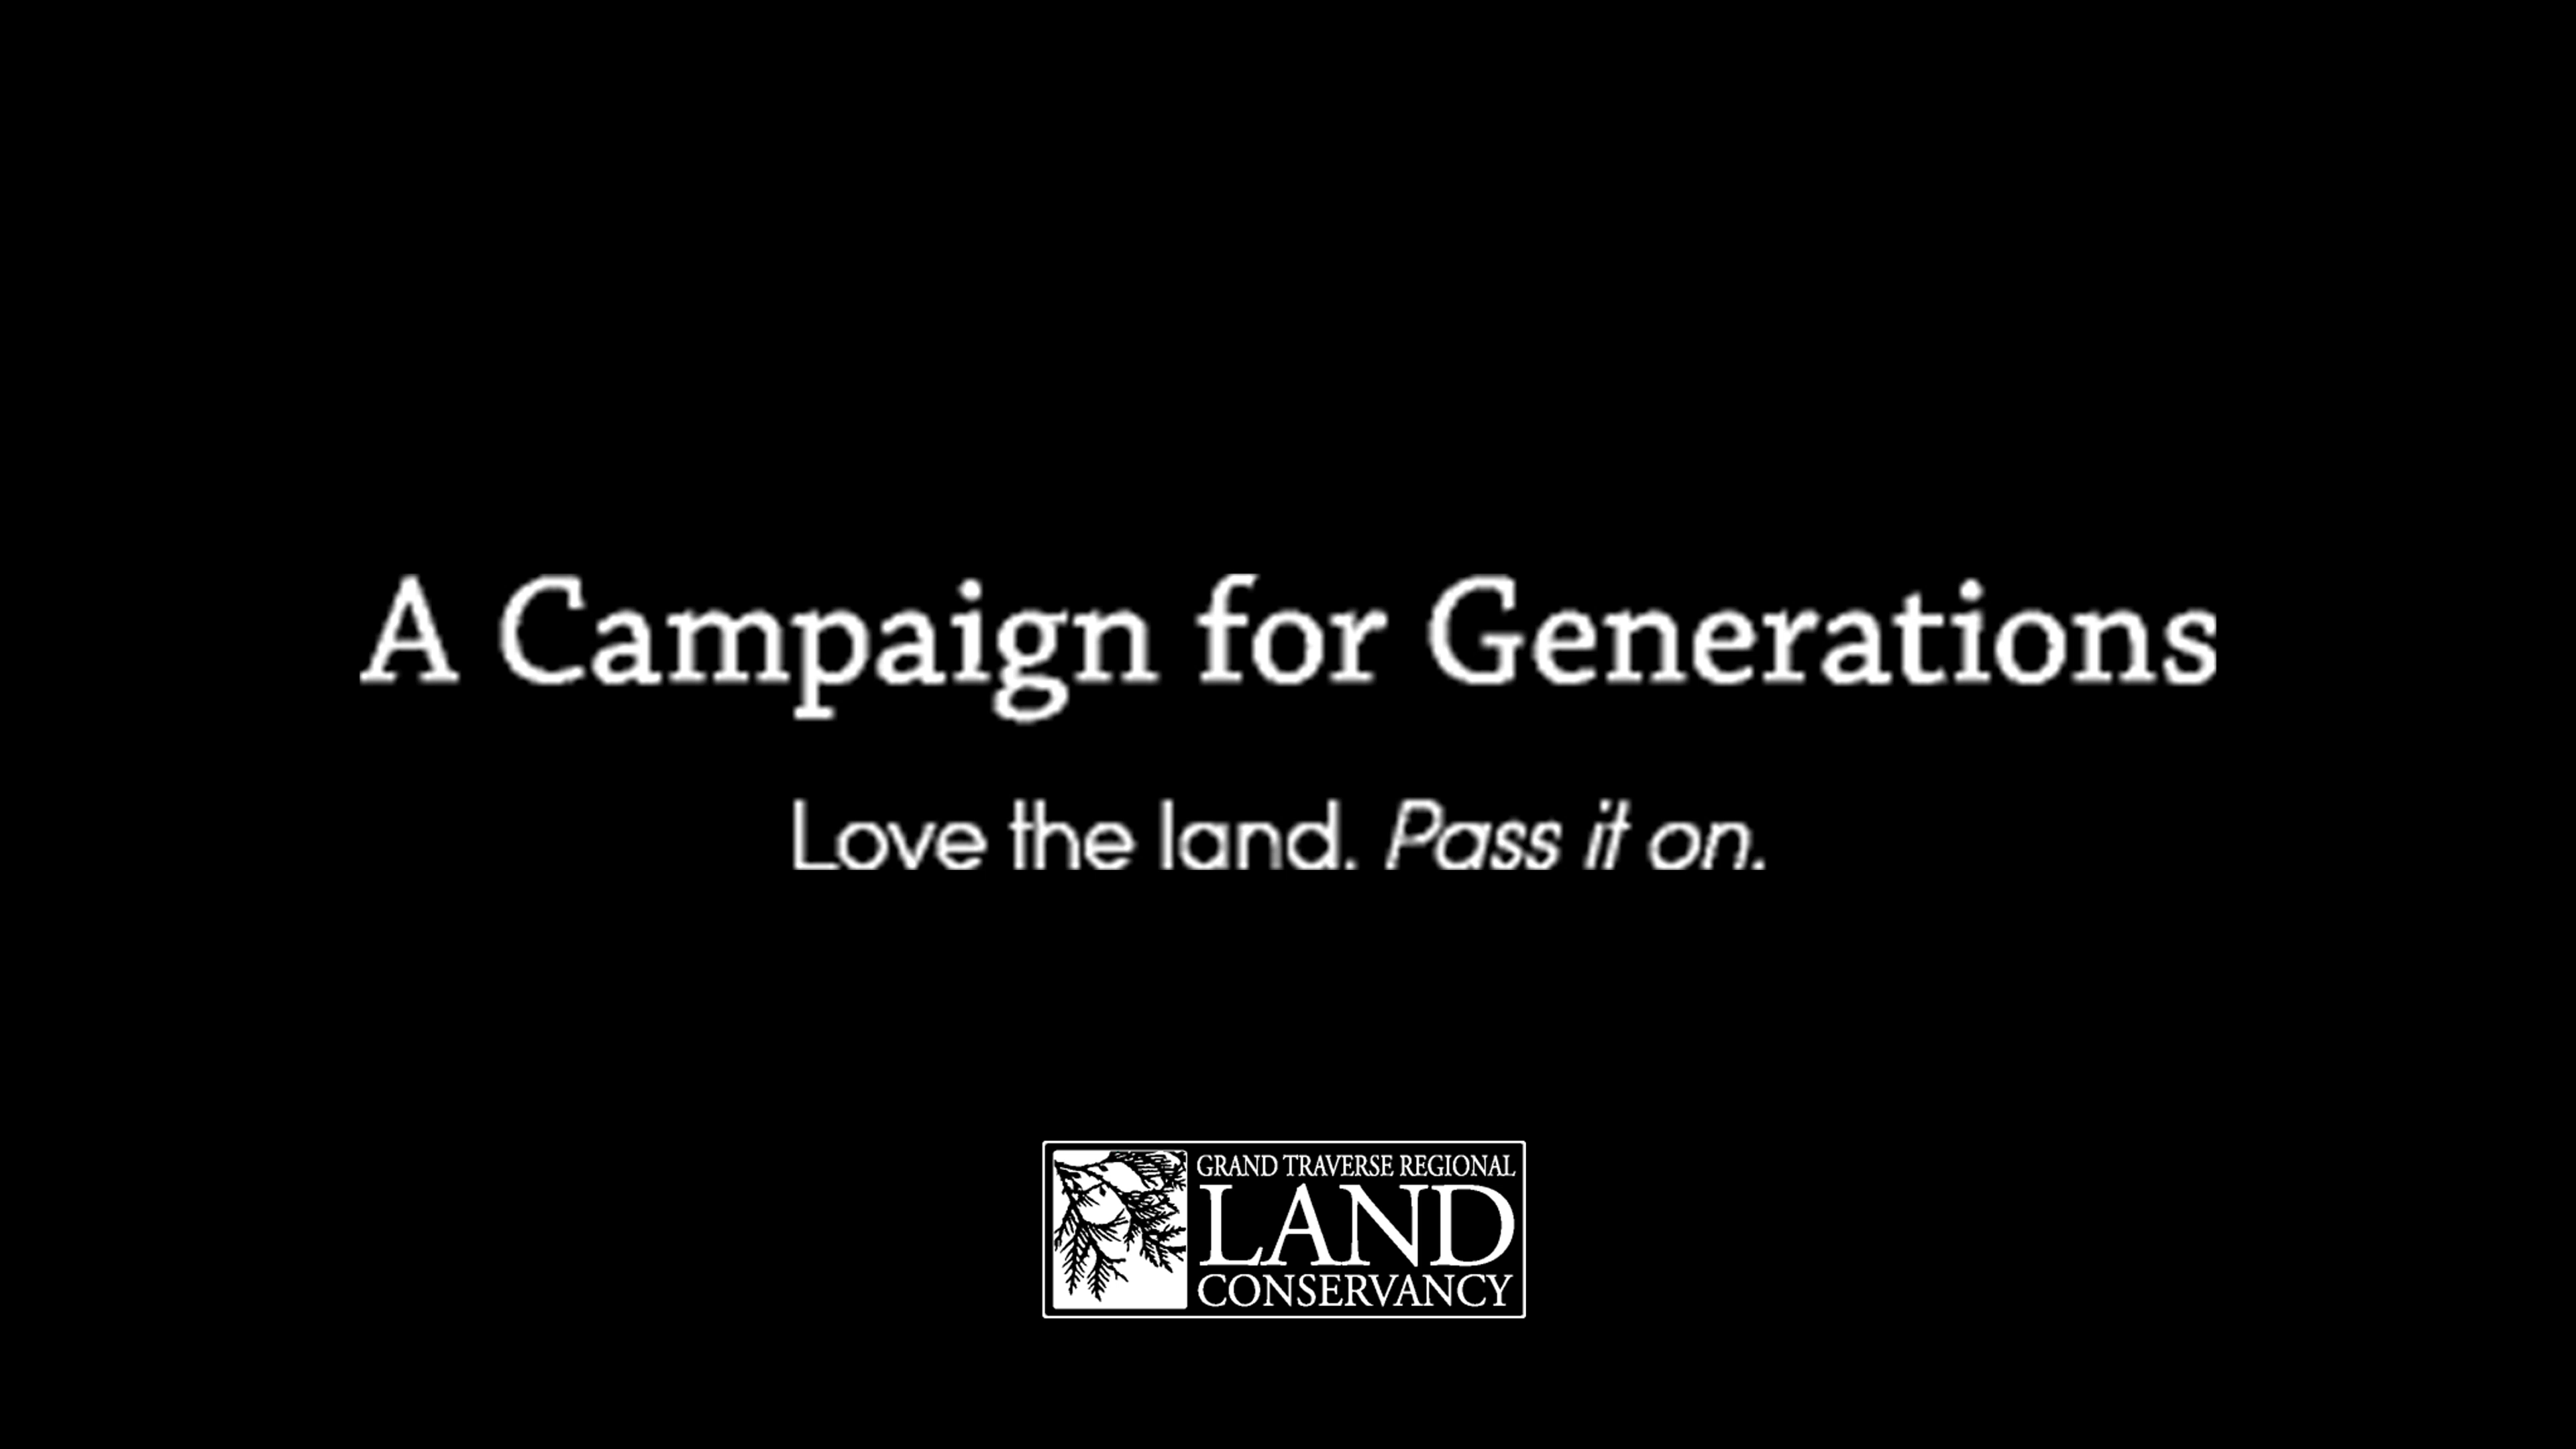 A Campaign for Generations
Love the land. Pass it on.
GRAND TRAVERSE REGIONAL
LAND
CONSERVANCY